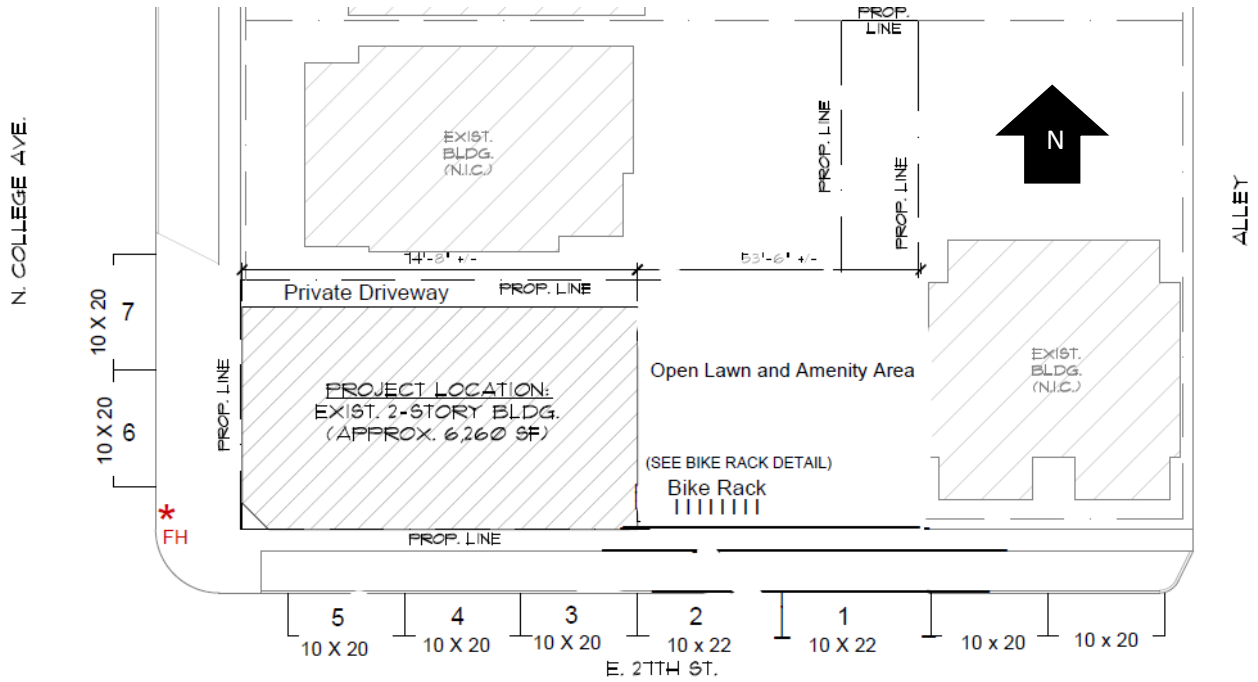 PROP.
LINE
N. COLLEGE AVE.
EXIST.
BLDG.
(N.I.C.)
PROP. LINE
PROP. LINE
N
ALLEY
74'-8" +/-
53'-6" +/-
Private Driveway
PROP. LINE
7
10 X 20
6
10 X 20
PROP. LINE
PROJECT LOCATION:
EXIST. 2-STORY BLDG.
(APPROX. 6,260 SF)
Open Lawn and Amenity Area
EXIST.
BLDG.
(N.I.C.)
(SEE BIKE RACK DETAIL)
Bike Rack
*
FH
PROP. LINE
5
10 X 20
4
10 X 20
3
10 X 20
2
10 x 22
1
10 X 22
10 x 20
10 x 20
E. 27TH ST.